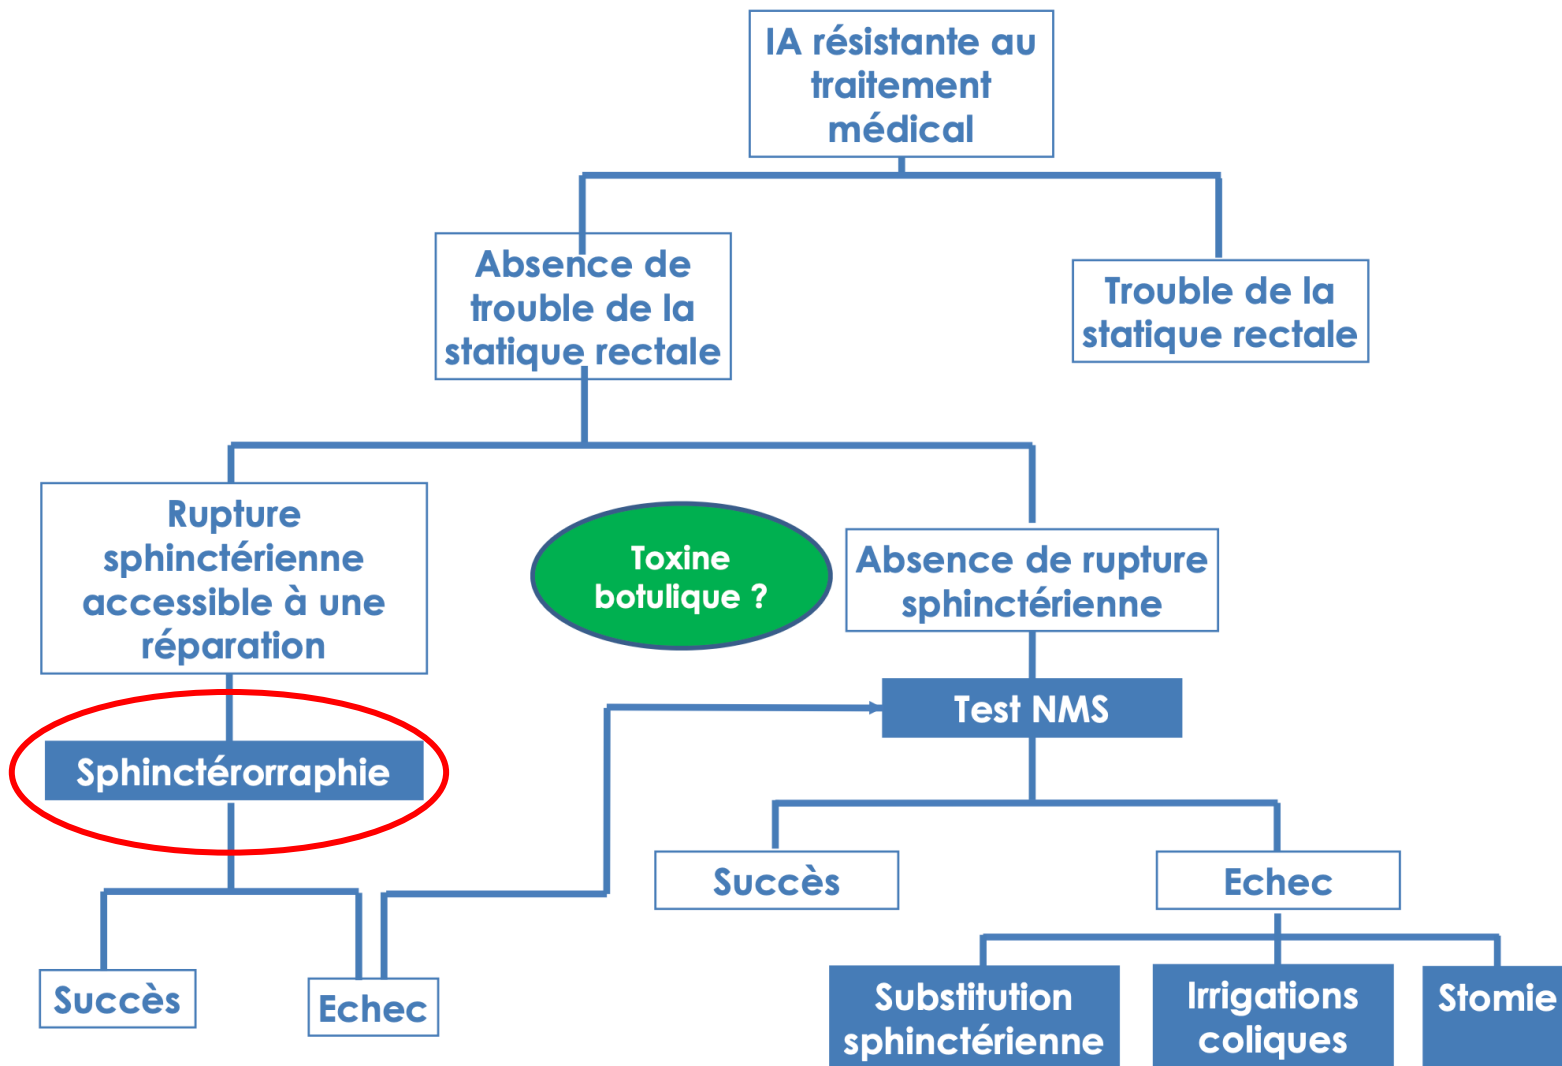 IA résistante au
traitement
médical
Absence de
trouble de la
statique rectale
Trouble de la
statique rectale
Rupture
sphinctérienne
accessible à une
réparation
Toxine
botulique ?
Absence de rupture
sphinctérienne
Sphinctérorraphie
Test NMS
Succès
Echec
Succès
Echec
Substitution
sphinctérienne
Irrigations
coliques
Stomie